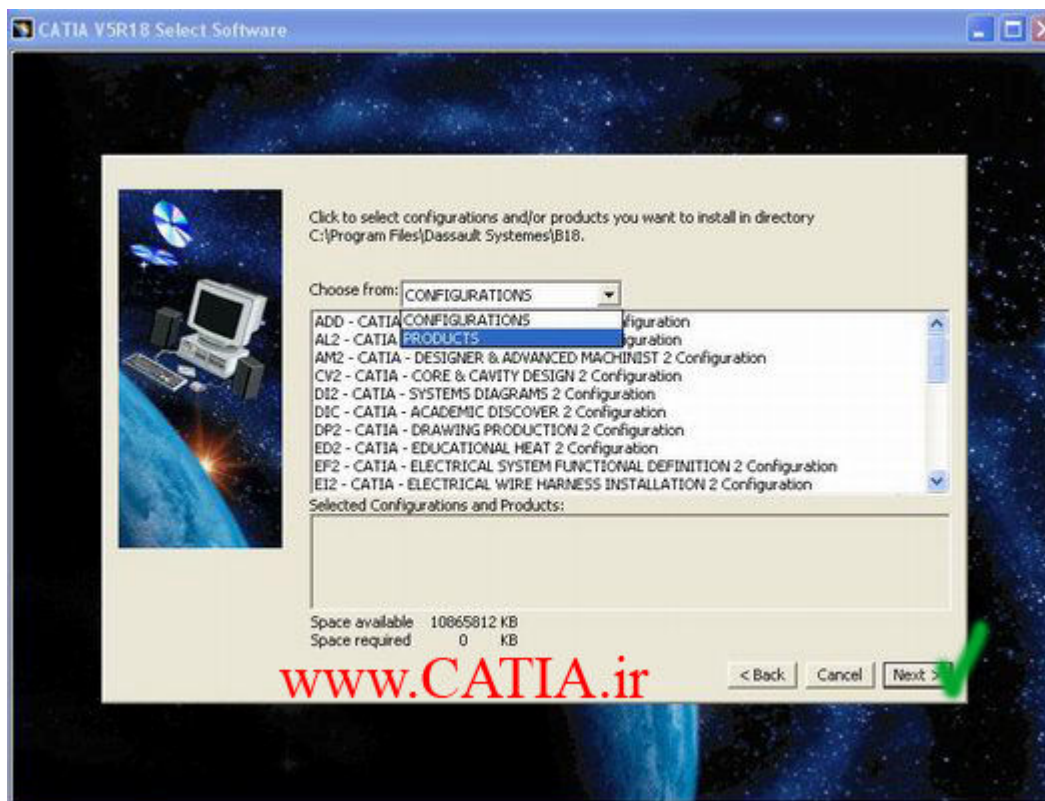 CATIA V5R18 Select Software
Click to select configurations and/or products you want to install in directory
C:\Program Files\Dassault Systemes\B18.
Choose from: CONFIGURATIONS
CONFIGURATIONS
PRODUCTS
ADD - CATIA figuration
AL2 - CATIA iguration
AM2 - CATIA - DESIGNER & ADVANCED MACHINIST 2 Configuration
CV2 - CATIA - CORE & CAVITY DESIGN 2 Configuration
DI2 - CATIA - SYSTEMS DIAGRAMS 2 Configuration
DIC - CATIA - ACADEMIC DISCOVER 2 Configuration
DP2 - CATIA - DRAWING PRODUCTION 2 Configuration
ED2 - CATIA - EDUCATIONAL HEAT 2 Configuration
EF2 - CATIA - ELECTRICAL SYSTEM FUNCTIONAL DEFINITION 2 Configuration
EI2 - CATIA - ELECTRICAL WIRE HARNESS INSTALLATION 2 Configuration
Selected Configurations and Products:
Space available 10865812 KB
Space required 0 KB
www.CATIA.ir
< Back Cancel Next >